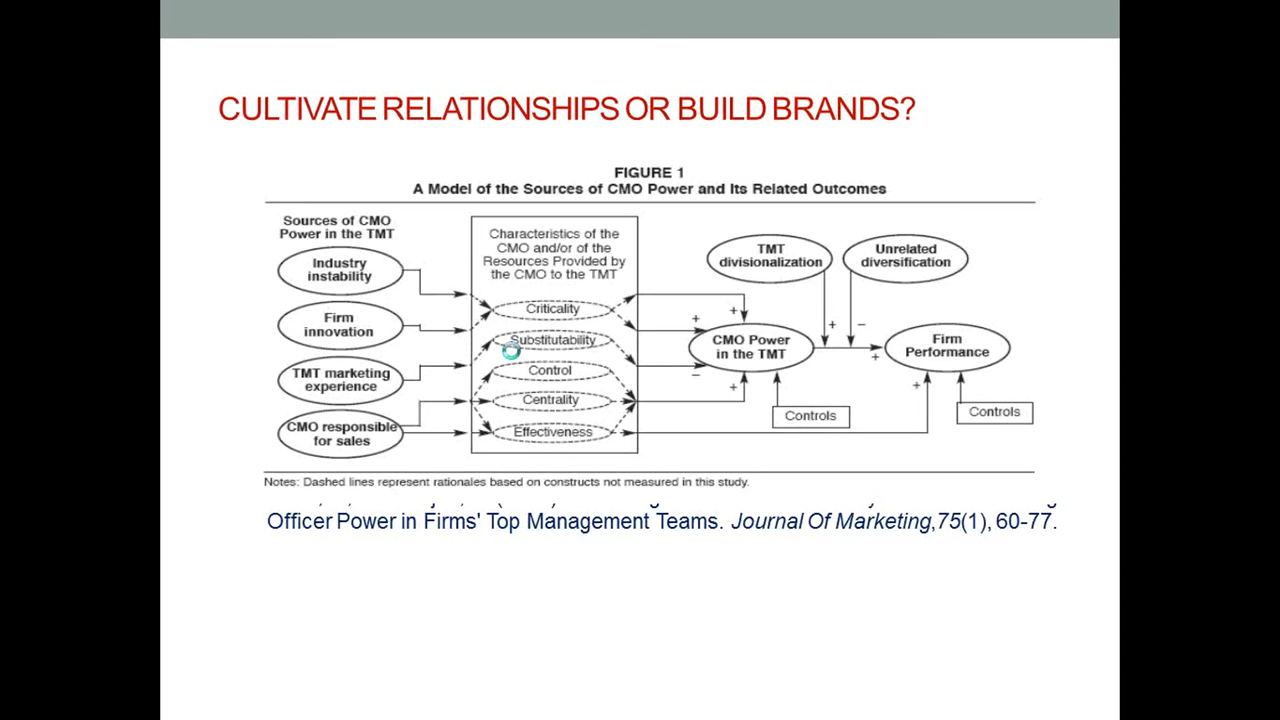 CULTIVATE RELATIONSHIPS OR BUILD BRANDS?
FIGURE 1
A Model of the Sources of CMO Power and Its Related Outcomes
Sources of CMO
Power in the TMT
Industry
instability
Firm
innovation
TMT marketing
experience
CMO responsible
for sales
Characteristics of the
CMO and/or of the
Resources Provided by
the CMO to the TMT
Criticality
Substitutability
Control
Centrality
Effectiveness
+
+
–
+
TMT
divisionalization
Unrelated
diversification
+
–
CMO Power
in the TMT
+
Firm
Performance
Controls
+
Controls
Notes: Dashed lines represent rationales based on constructs not measured in this study.
Officer Power in Firms' Top Management Teams. Journal Of Marketing,75(1), 60-77.